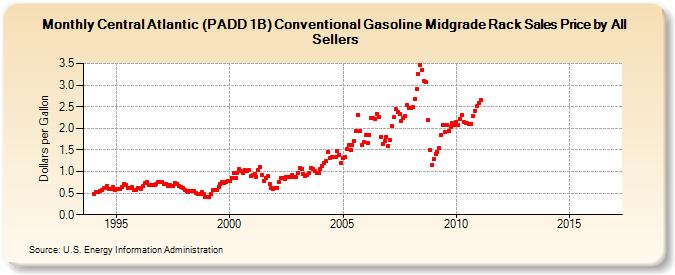 Monthly Central Atlantic (PADD 1B) Conventional Gasoline Midgrade Rack Sales Price by All
Sellers
Dollars per Gallon
3.5
3.0
2.5
2.0
1.5
1.0
0.5
0.0
1995 2000 2005 2010 2015
Source: U.S. Energy Information Administration